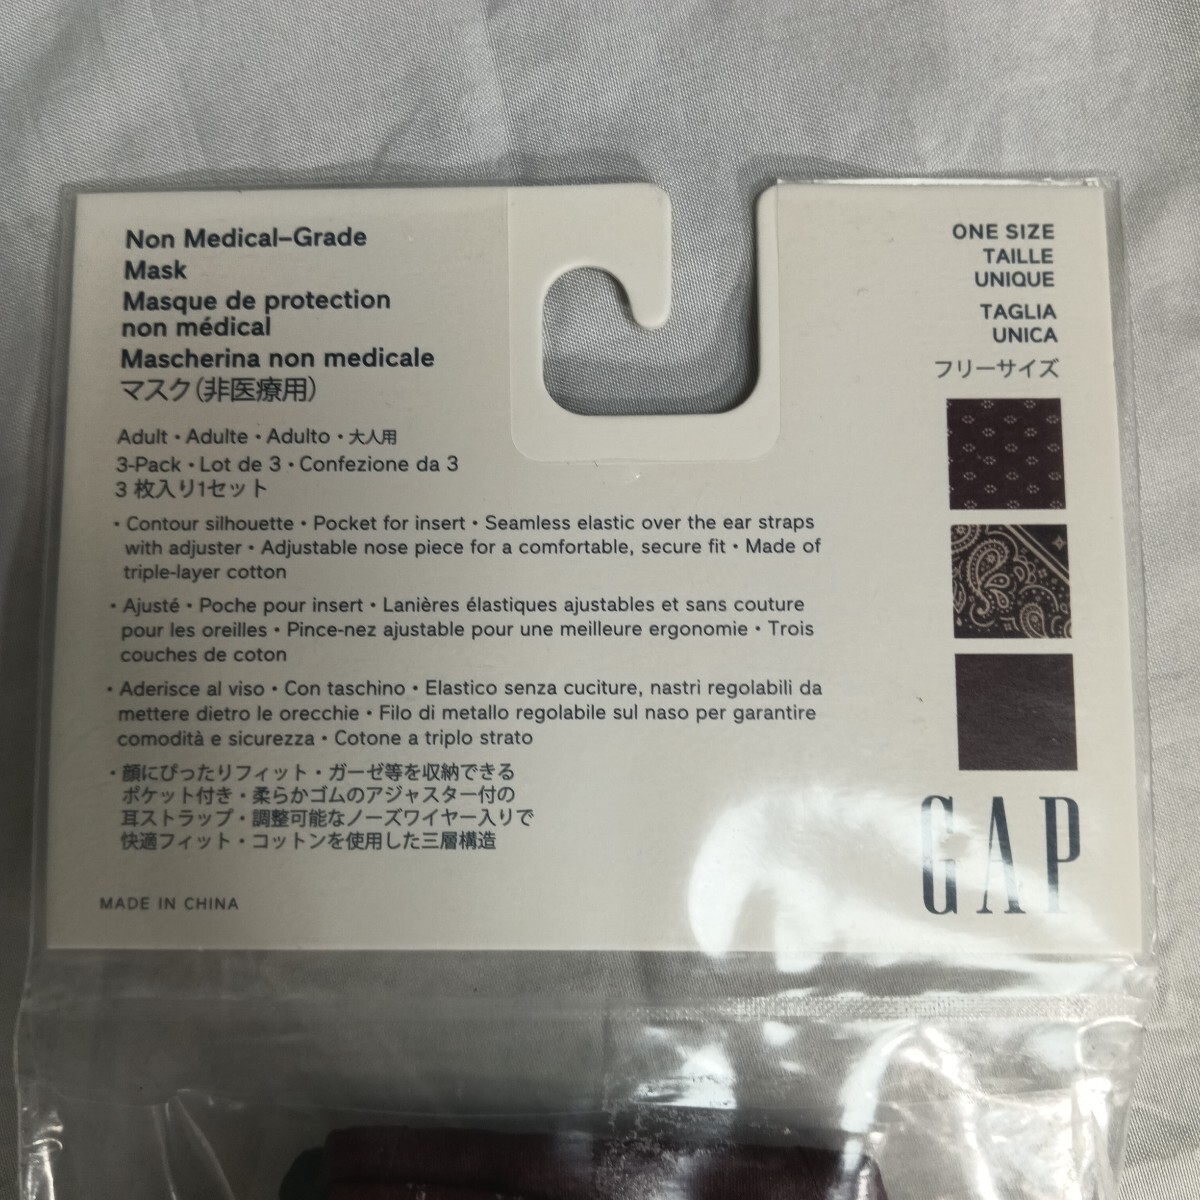 Non Medical–Grade
Mask
Masque de protection
non médical
Mascherina non medicale
マスク(非医療用)
Adult・Adulte・Adulto・大人用
3-Pack・Lot de 3・Confezione da 3
3 枚入り1セット
・Contour silhouette・Pocket for insert・Seamless elastic over the ear straps
with adjuster・Adjustable nose piece for a comfortable, secure fit・Made of
triple-layer cotton
・Ajusté・Poche pour insert・Lanières élastiques ajustables et sans couture
pour les oreilles・Pince-nez ajustable pour une meilleure ergonomie・Trois
couches de coton
・Aderisce al viso・Con taschino・Elastico senza cuciture, nastri regolabili da
mettere dietro le orecchie・Filo di metallo regolabile sul naso per garantire
comodità e sicurezza・Cotone a triplo strato
・顔にぴったりフィット・ガーゼ等を収納できる
ポケット付き・柔らかゴムのアジャスター付の
耳ストラップ・調整可能なノーズワイヤー入りで
快適フィット・コットンを使用した三層構造
MADE IN CHINA
ONE SIZE
TAILLE
UNIQUE
TAGLIA
UNICA
フリーサイズ
GAP